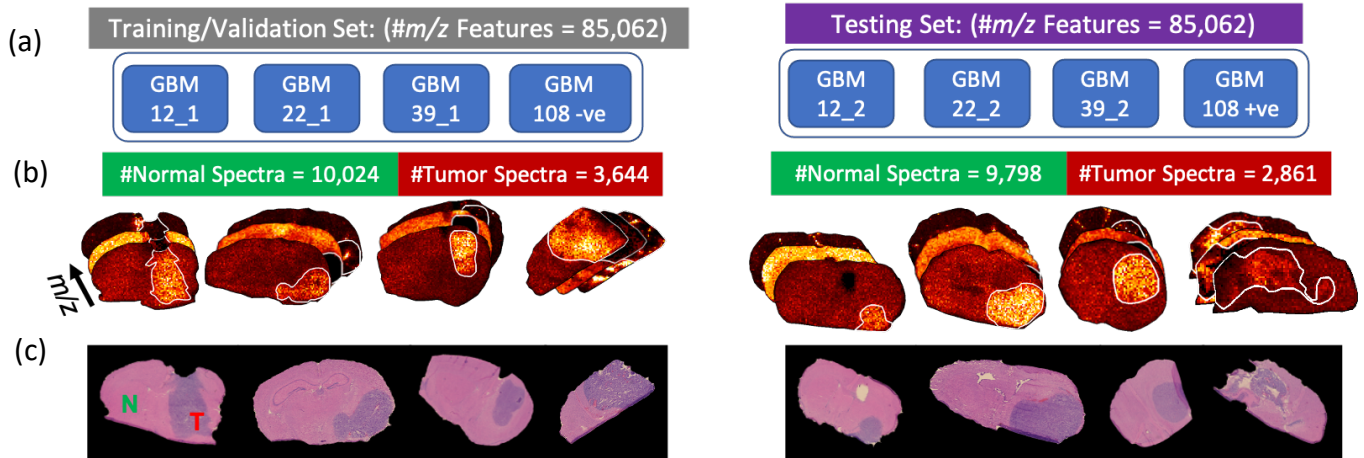 (a)
Training/Validation Set: (#m/z Features = 85,062)
Testing Set: (#m/z Features = 85,062)
GBM
12_1
GBM
22_1
GBM
39_1
GBM
108 -ve
GBM
12_2
GBM
22_2
GBM
39_2
GBM
108 +ve
(b)
#Normal Spectra = 10,024
#Tumor Spectra = 3,644
#Normal Spectra = 9,798
#Tumor Spectra = 2,861
m/z
(c)
N
T